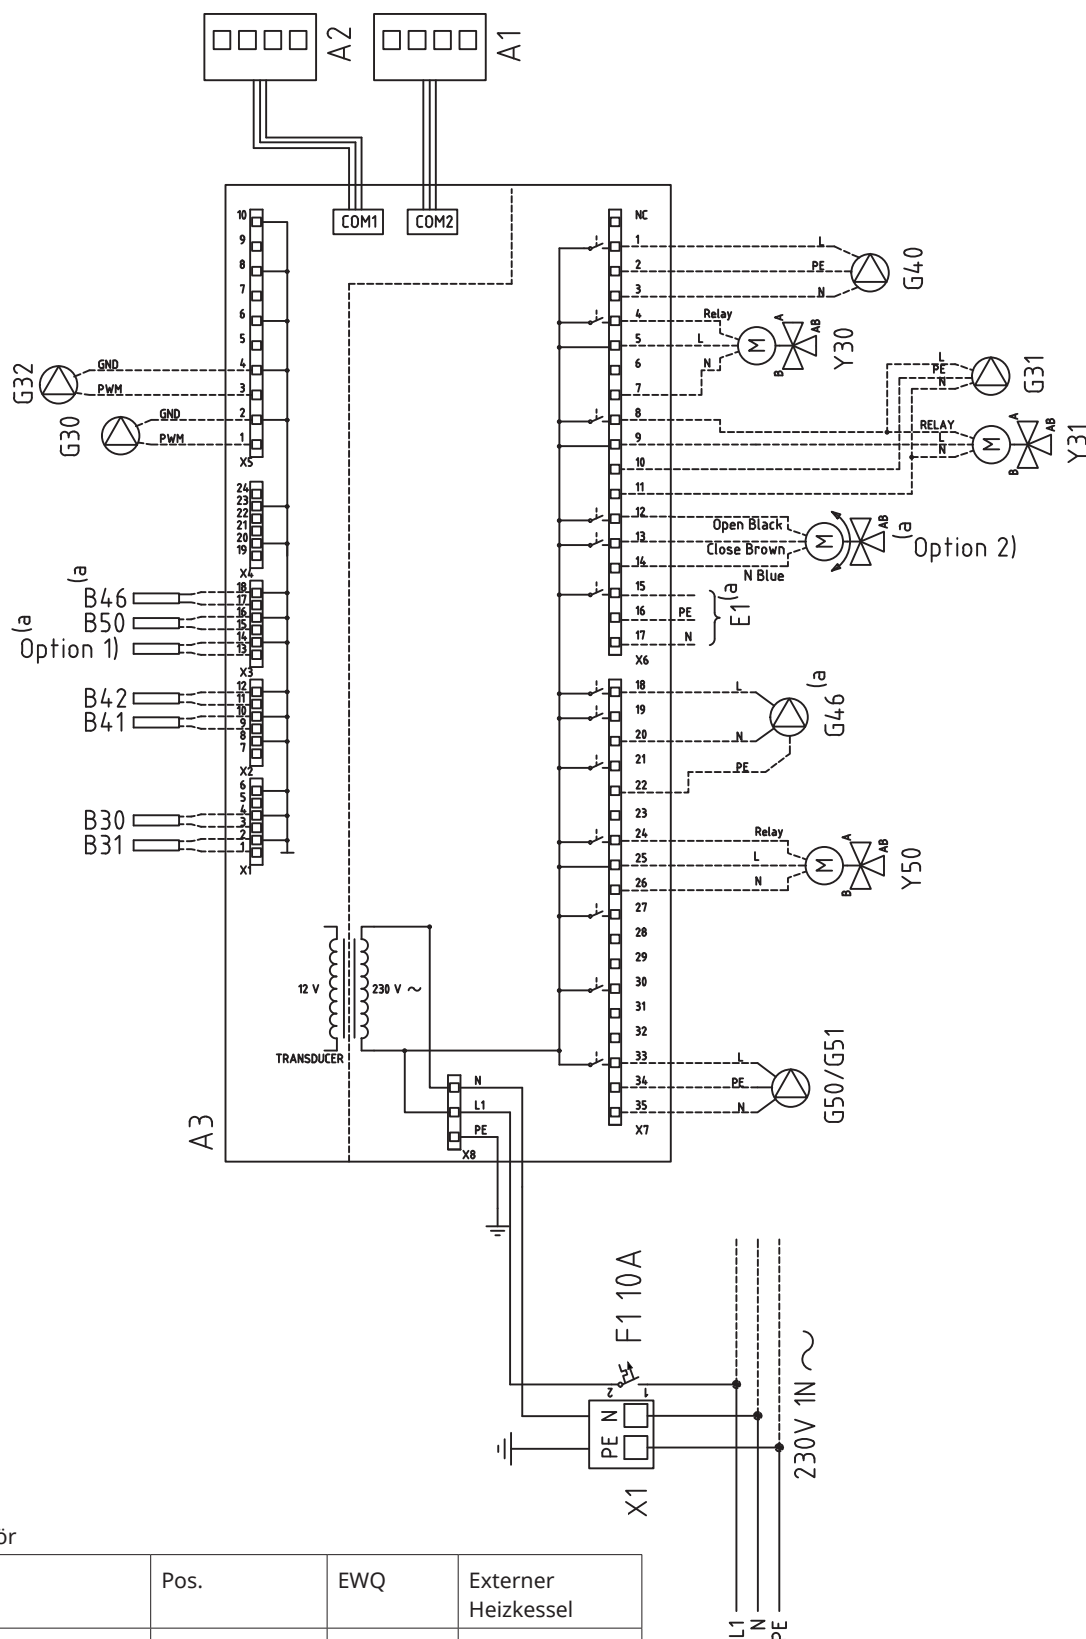 A2
A1
COM1
COM2
10
9
8
7
6
5
4
3
2
1
X5
24
23
22
21
20
19
X4
18
17
16
15
14
13
X3
12
11
10
9
8
7
X2
6
5
4
3
2
1
X1
G32
GND
PWM
G30
GND
PWM
B46
(a
B50
(a
Option 1)
B42
B41
B30
B31
NC
1
2
3
4
5
6
7
8
9
10
11
12
13
14
15
16
17
X6
18
19
20
21
22
23
24
25
26
27
28
29
30
31
32
33
34
35
X7
L
PE
N
G40
Relay
L
N
A
AB
B
M
Y30
L
PE
N
G31
RELAY
L
N
A
AB
B
M
Y31
Open Black
Close Brown
N Blue
M
AB
(a
Option 2)
PE
N
E1
(a
L
N
PE
G46
(a
Relay
L
N
A
AB
B
M
Y50
L
PE
N
G50/G51
12 V
230 V ~
TRANSDUCER
A3
N
L1
PE
X8
F1 10A
2
1
N
PE
X1
230V 1N ~
L1
N
PE
ör
Pos.
EWQ
Externer
Heizkessel